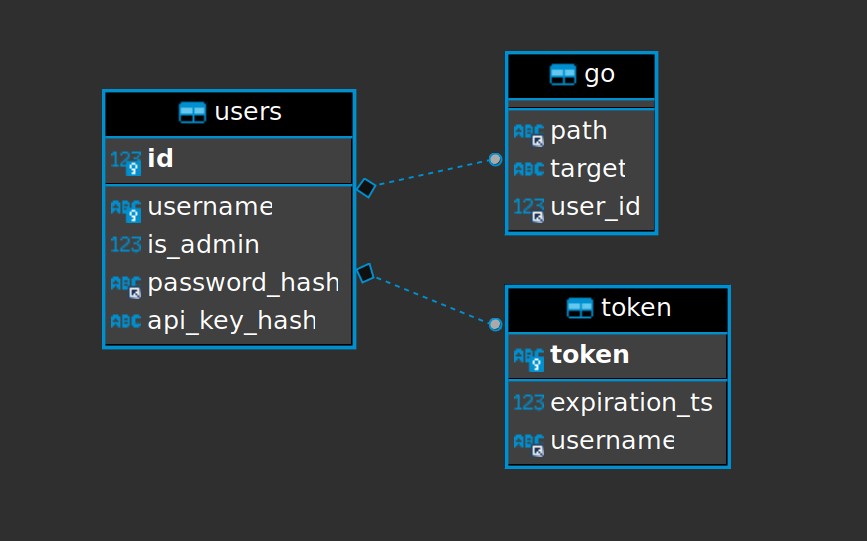 users
123 id
ABC username
123 is_admin
ABC password_hash
ABC api_key_hash
go
ABC path
ABC target
123 user_id
token
ABC token
123 expiration_ts
ABC username